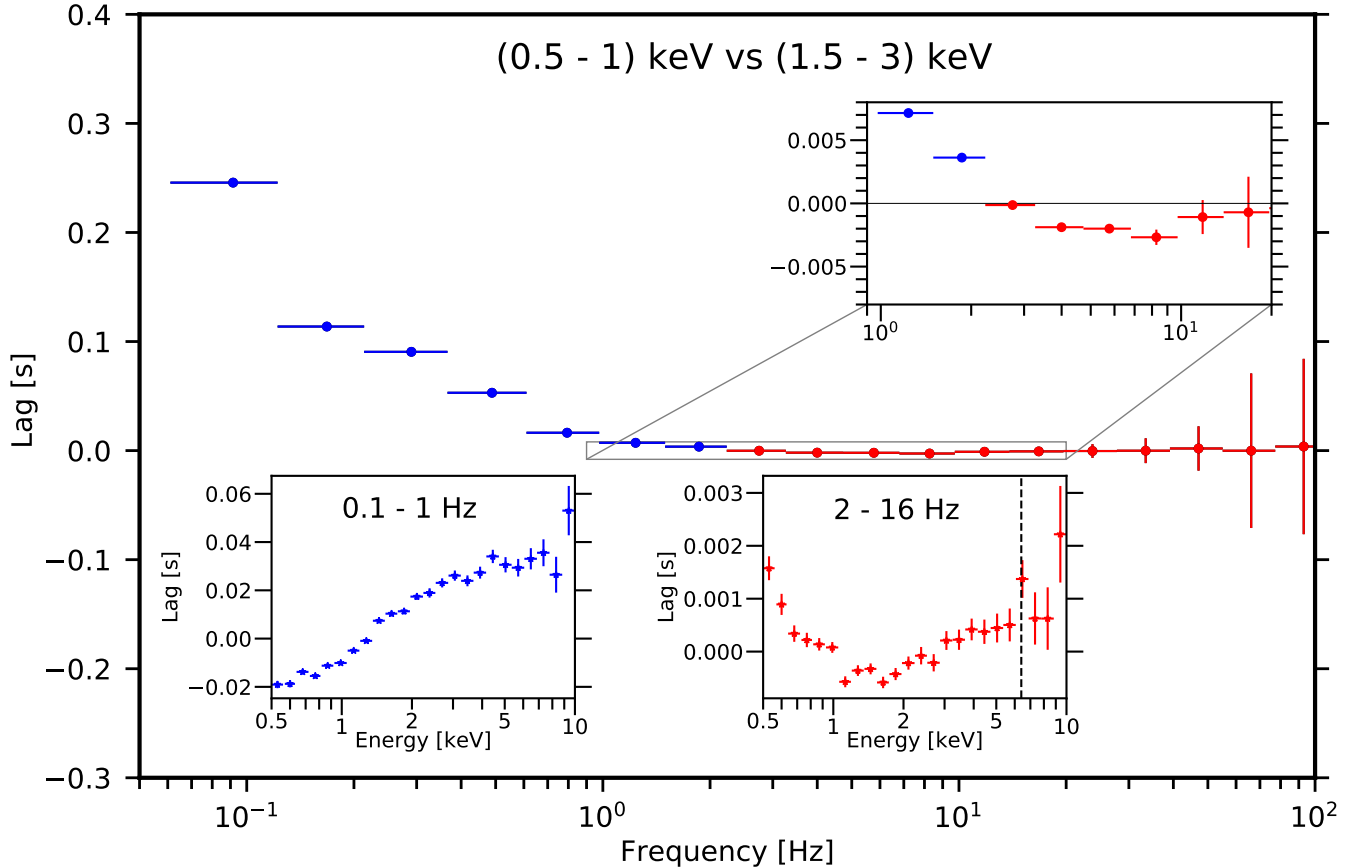 (0.5 - 1) keV vs (1.5 - 3) keV
0.4
0.3
0.2
0.1
0.0
−0.1
−0.2
−0.3
Lag [s]
10⁻¹
10⁰
10¹
10²
Frequency [Hz]
0.005
0.000
−0.005
10⁰
10¹
0.1 - 1 Hz
0.06
0.04
0.02
0.00
−0.02
Lag [s]
0.5 1 2 5 10
Energy [keV]
2 - 16 Hz
0.003
0.002
0.001
0.000
Lag [s]
0.5 1 2 5 10
Energy [keV]